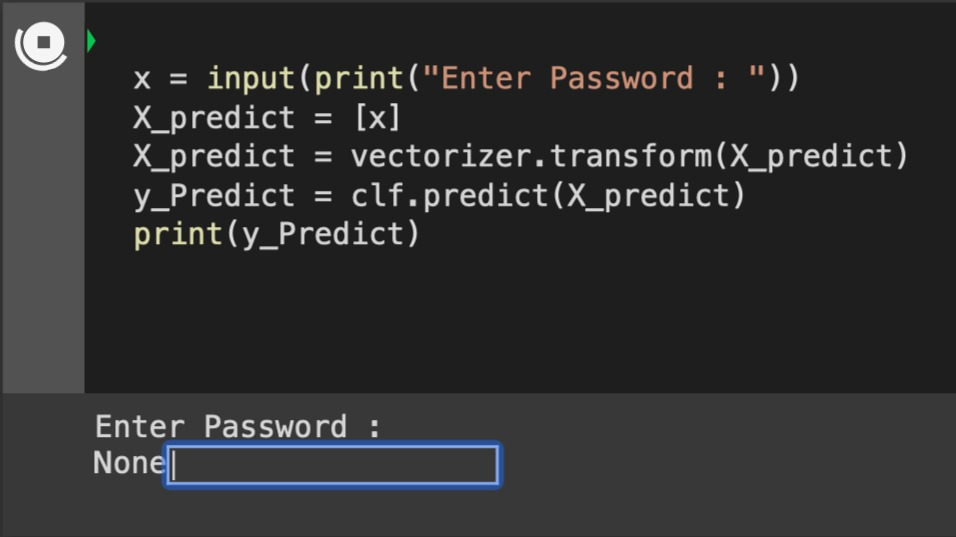 x = input(print("Enter Password : "))
X_predict = [x]
X_predict = vectorizer.transform(X_predict)
y_Predict = clf.predict(X_predict)
print(y_Predict)
Enter Password :
None